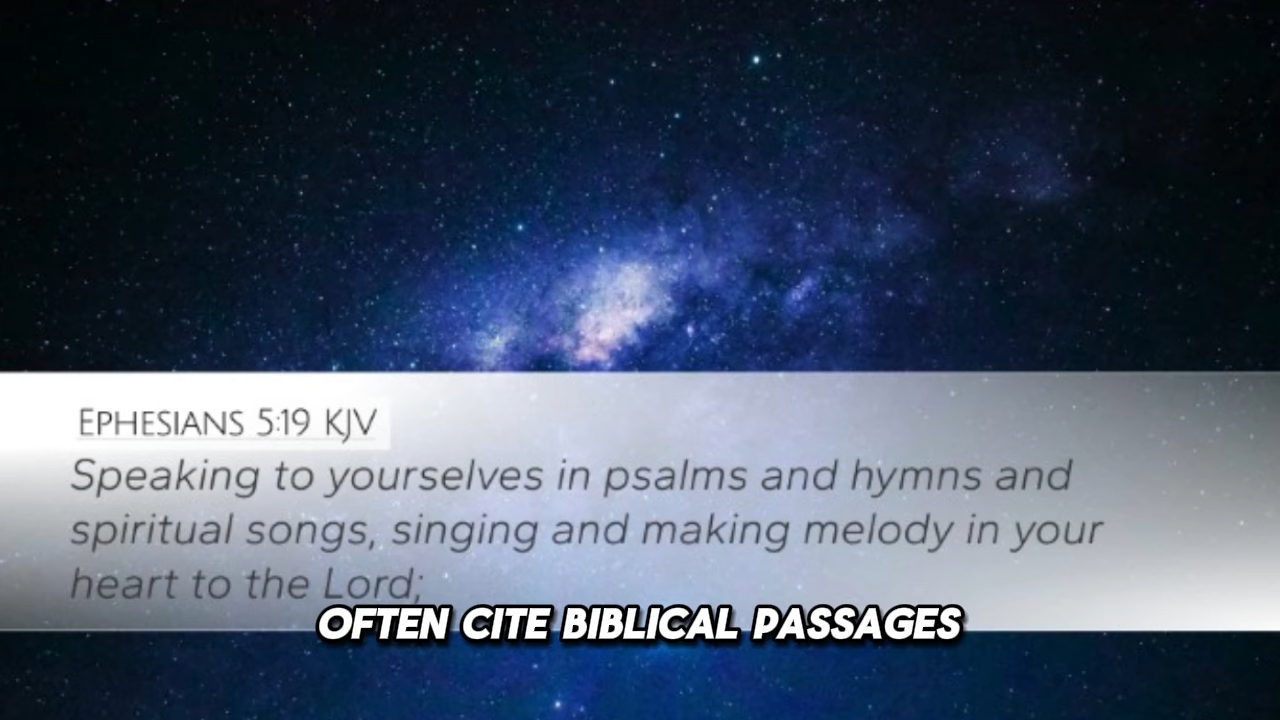 EPHESIANS 5:19 KJV
Speaking to yourselves in psalms and hymns and
spiritual songs, singing and making melody in your
heart to the Lord;
OFTEN CITE BIBLICAL PASSAGES